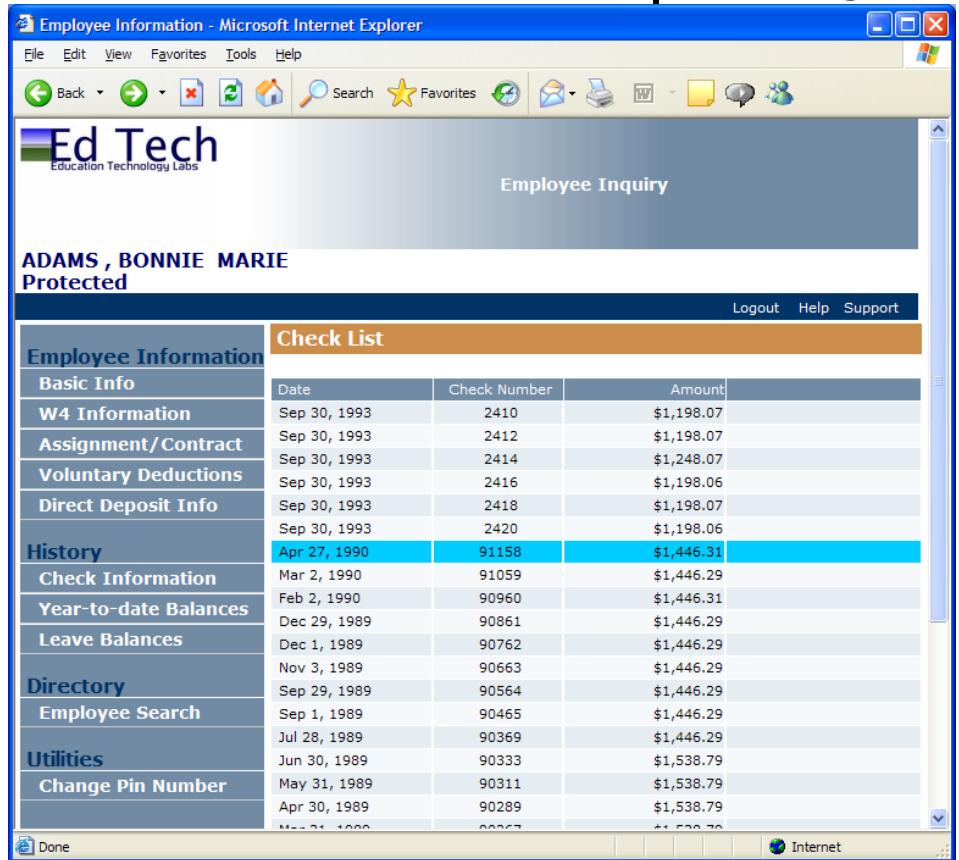 Employee Information - Microsoft Internet Explorer
File Edit View Favorites Tools Help
Back Search Favorites
Ed Tech
Education Technology Labs
Employee Inquiry
ADAMS , BONNIE MARIE
Protected
Logout Help Support
Employee Information
Basic Info
W4 Information
Assignment/Contract
Voluntary Deductions
Direct Deposit Info
History
Check Information
Year-to-date Balances
Leave Balances
Directory
Employee Search
Utilities
Change Pin Number
Check List
Date Check Number Amount
Sep 30, 1993 2410 $1,198.07
Sep 30, 1993 2412 $1,198.07
Sep 30, 1993 2414 $1,248.07
Sep 30, 1993 2416 $1,198.06
Sep 30, 1993 2418 $1,198.07
Sep 30, 1993 2420 $1,198.06
Apr 27, 1990 91158 $1,446.31
Mar 2, 1990 91059 $1,446.29
Feb 2, 1990 90960 $1,446.31
Dec 29, 1989 90861 $1,446.29
Dec 1, 1989 90762 $1,446.29
Nov 3, 1989 90663 $1,446.29
Sep 29, 1989 90564 $1,446.29
Sep 1, 1989 90465 $1,446.29
Jul 28, 1989 90369 $1,446.29
Jun 30, 1989 90333 $1,538.79
May 31, 1989 90311 $1,538.79
Apr 30, 1989 90289 $1,538.79
Done Internet